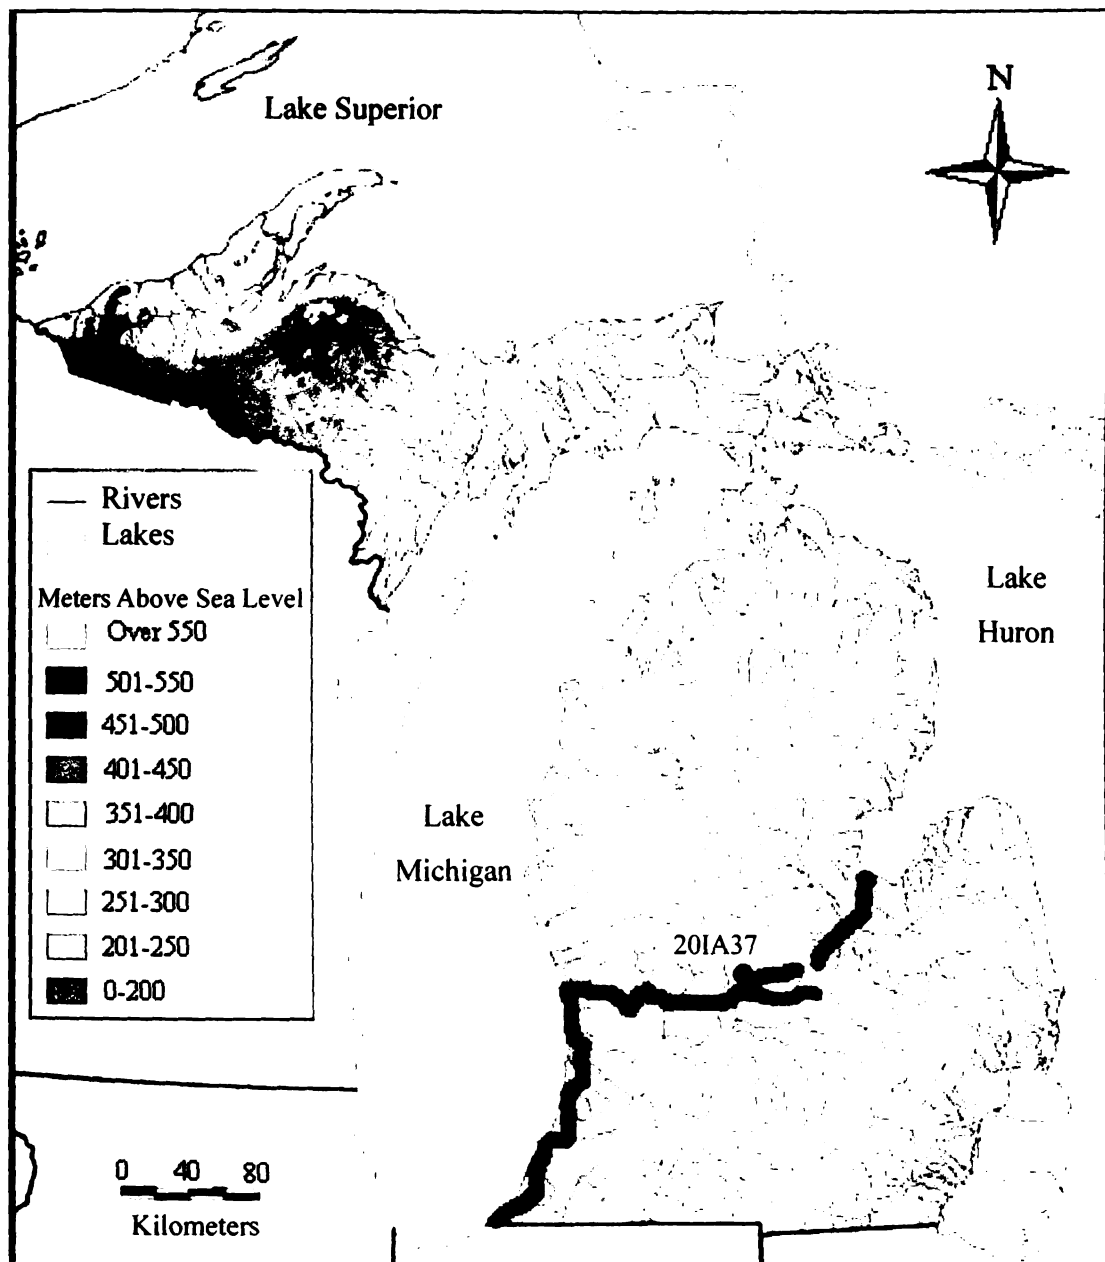 N
Lake Superior
Rivers
Lakes
Meters Above Sea Level
Over 550
501-550
451-500
401-450
351-400
301-350
251-300
201-250
0-200
Lake
Huron
Lake
Michigan
20IA37
0 40 80
Kilometers